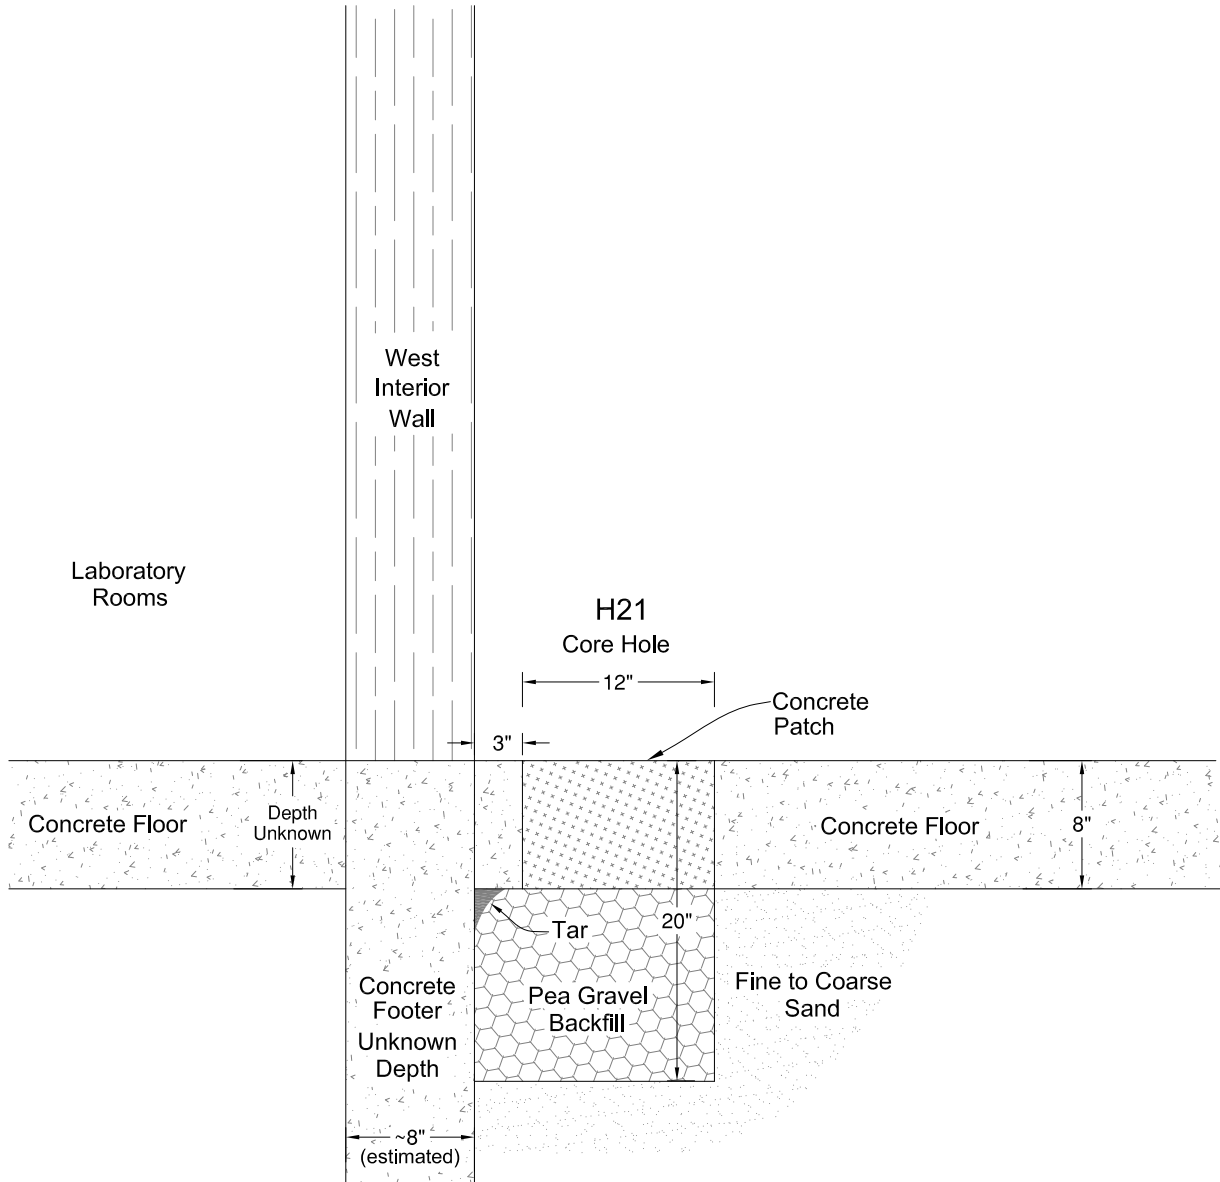 West
Interior
Wall
Laboratory
Rooms
H21
Core Hole
12"
Concrete
Patch
3"
Concrete Floor
Depth
Unknown
Concrete Floor
8"
20"
Tar
Concrete
Footer
Unknown
Depth
Pea Gravel
Backfill
Fine to Coarse
Sand
~8"
(estimated)